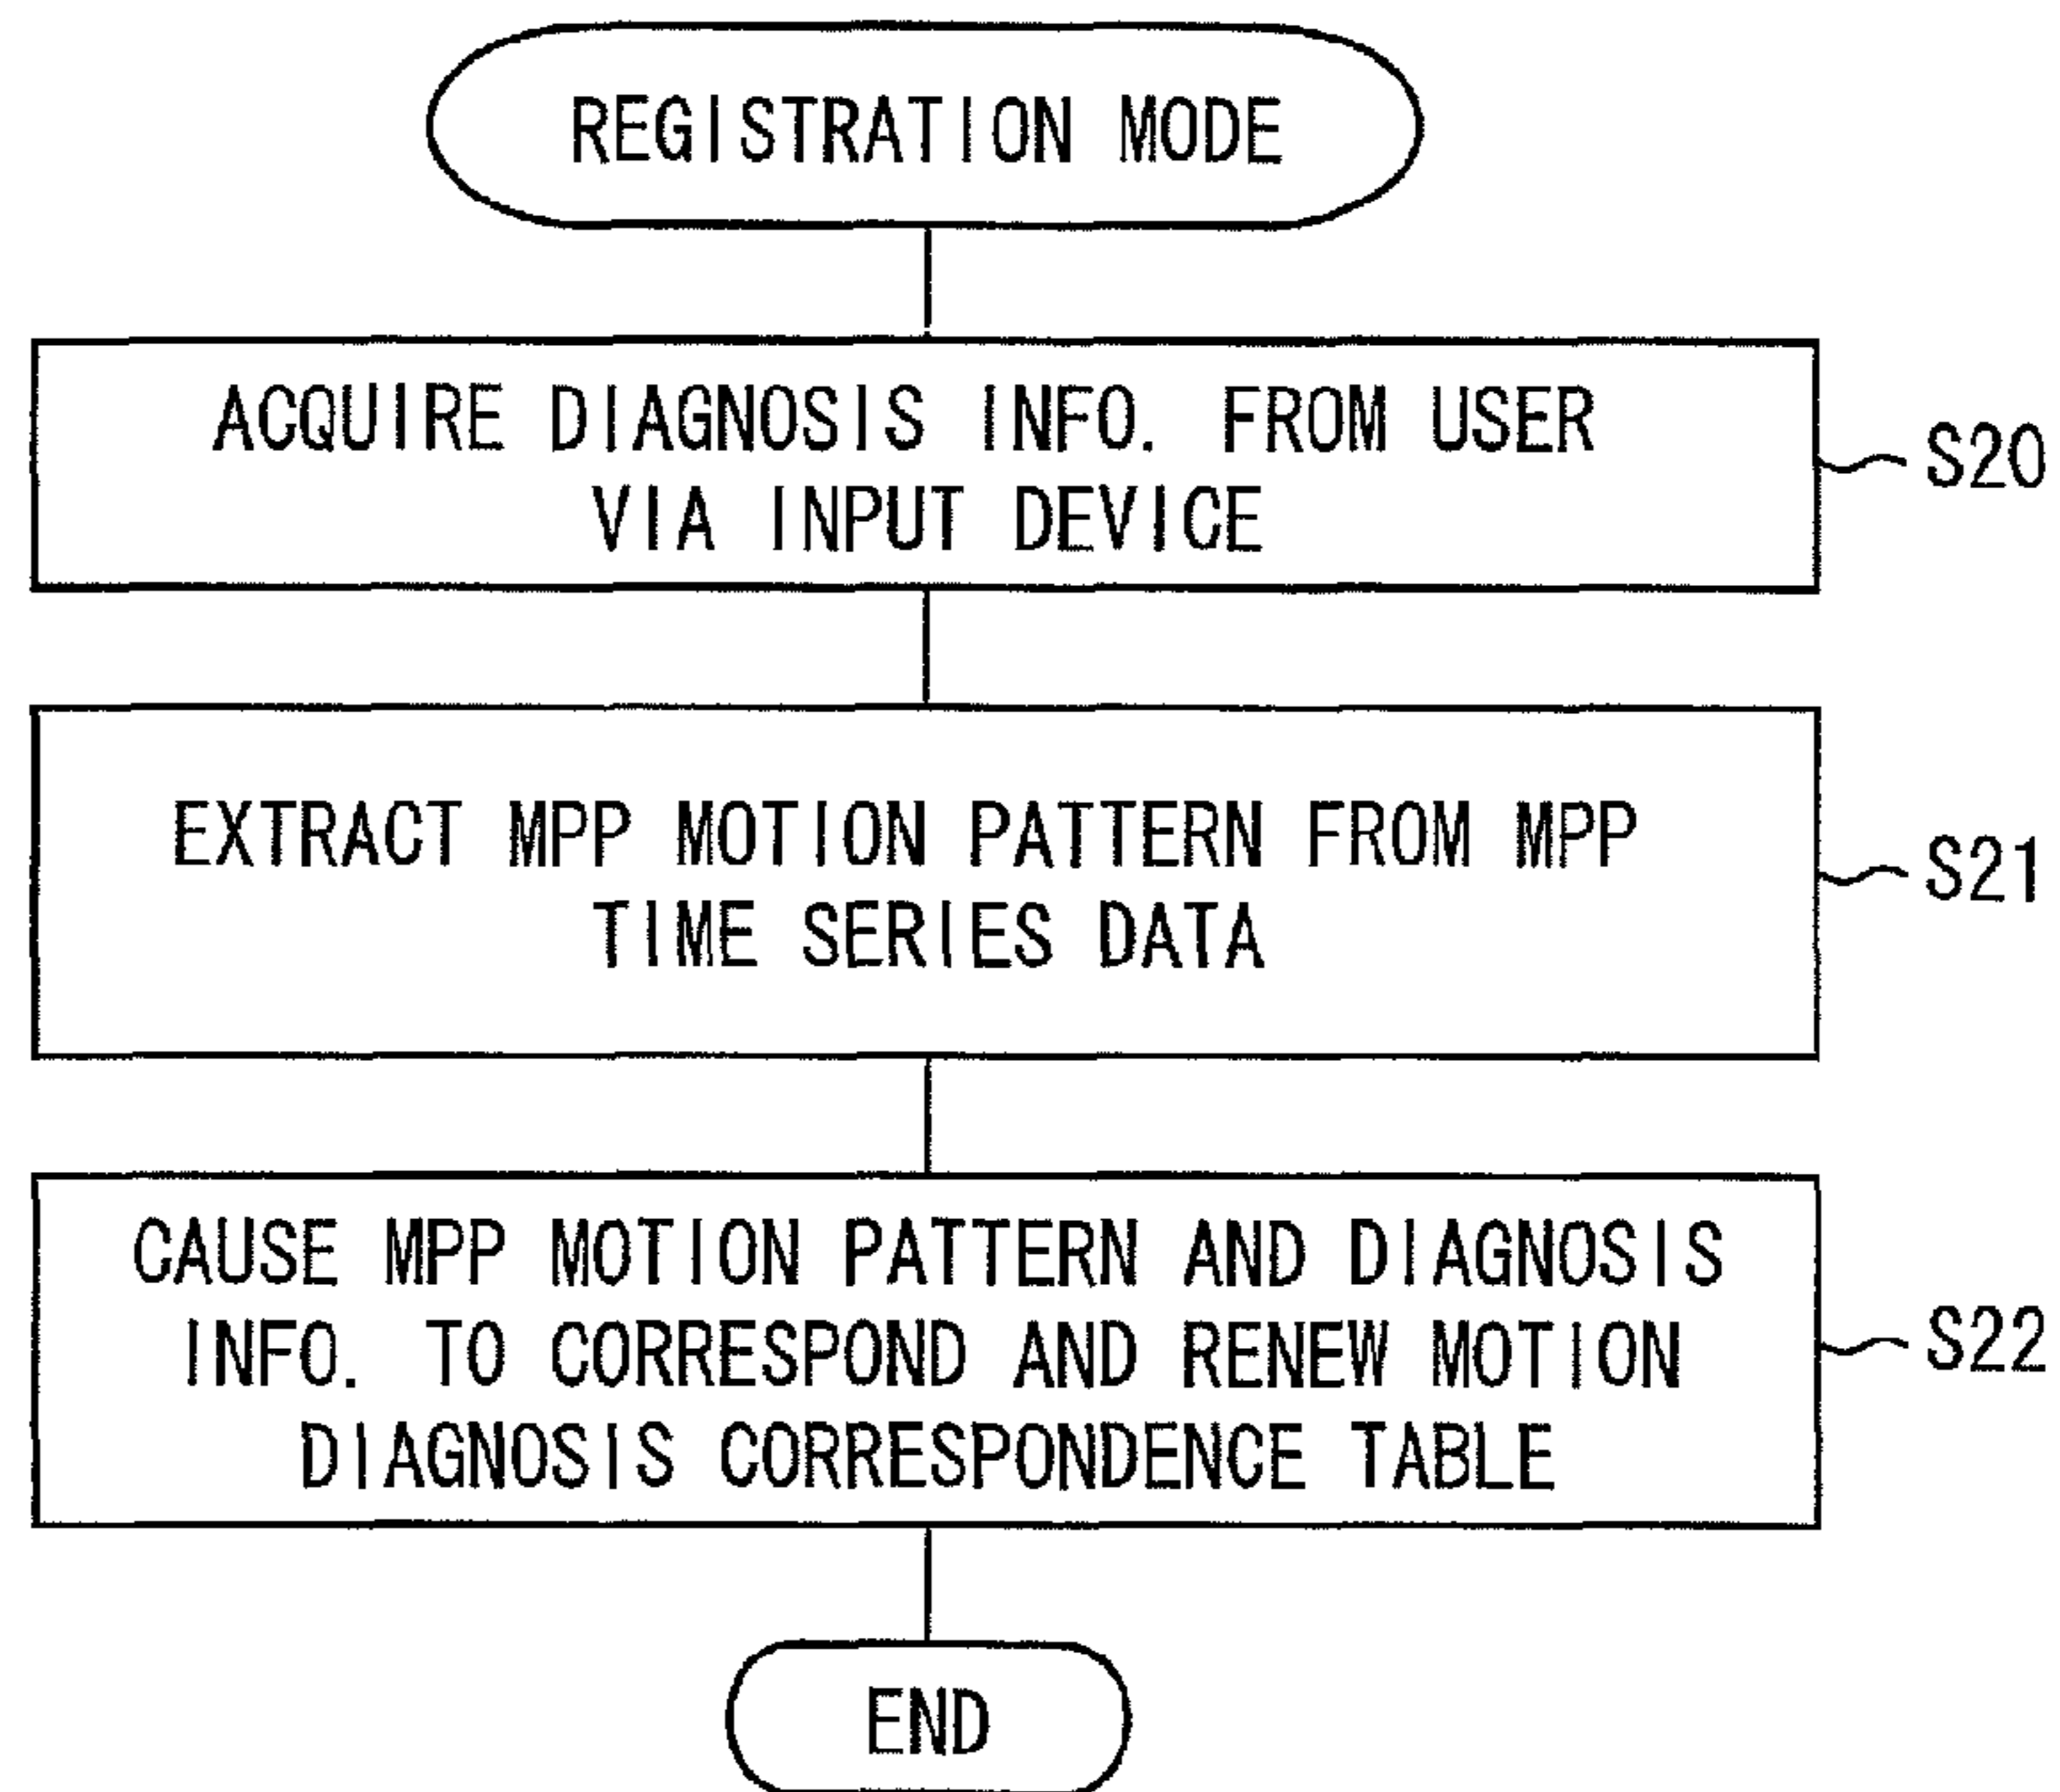 REGISTRATION MODE
ACQUIRE DIAGNOSIS INFO. FROM USER
VIA INPUT DEVICE
S20
EXTRACT MPP MOTION PATTERN FROM MPP
TIME SERIES DATA
S21
CAUSE MPP MOTION PATTERN AND DIAGNOSIS
INFO. TO CORRESPOND AND RENEW MOTION
DIAGNOSIS CORRESPONDENCE TABLE
S22
END